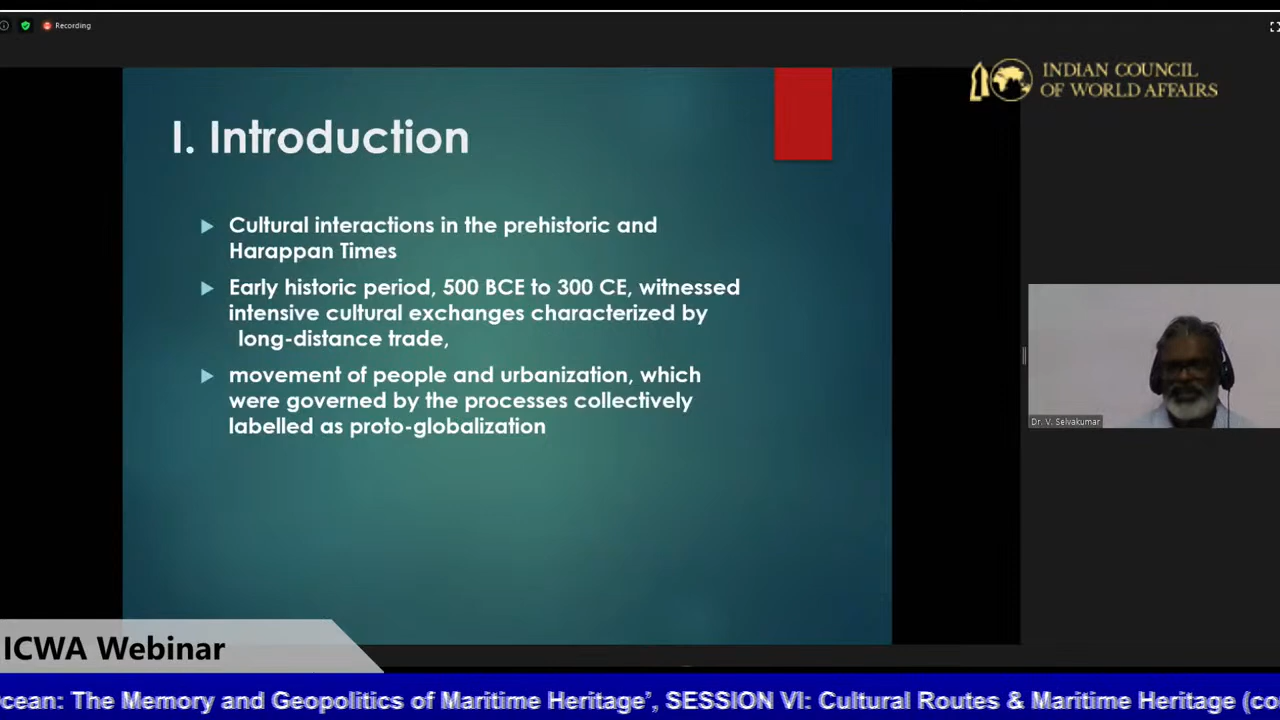 Recording
INDIAN COUNCIL
OF WORLD AFFAIRS
I. Introduction
Cultural interactions in the prehistoric and
Harappan Times
Early historic period, 500 BCE to 300 CE, witnessed
intensive cultural exchanges characterized by
long-distance trade,
movement of people and urbanization, which
were governed by the processes collectively
labelled as proto-globalization
Dr. V. Selvakumar
ICWA Webinar
cean: The Memory and Geopolitics of Maritime Heritage', SESSION VI: Cultural Routes & Maritime Heritage (co